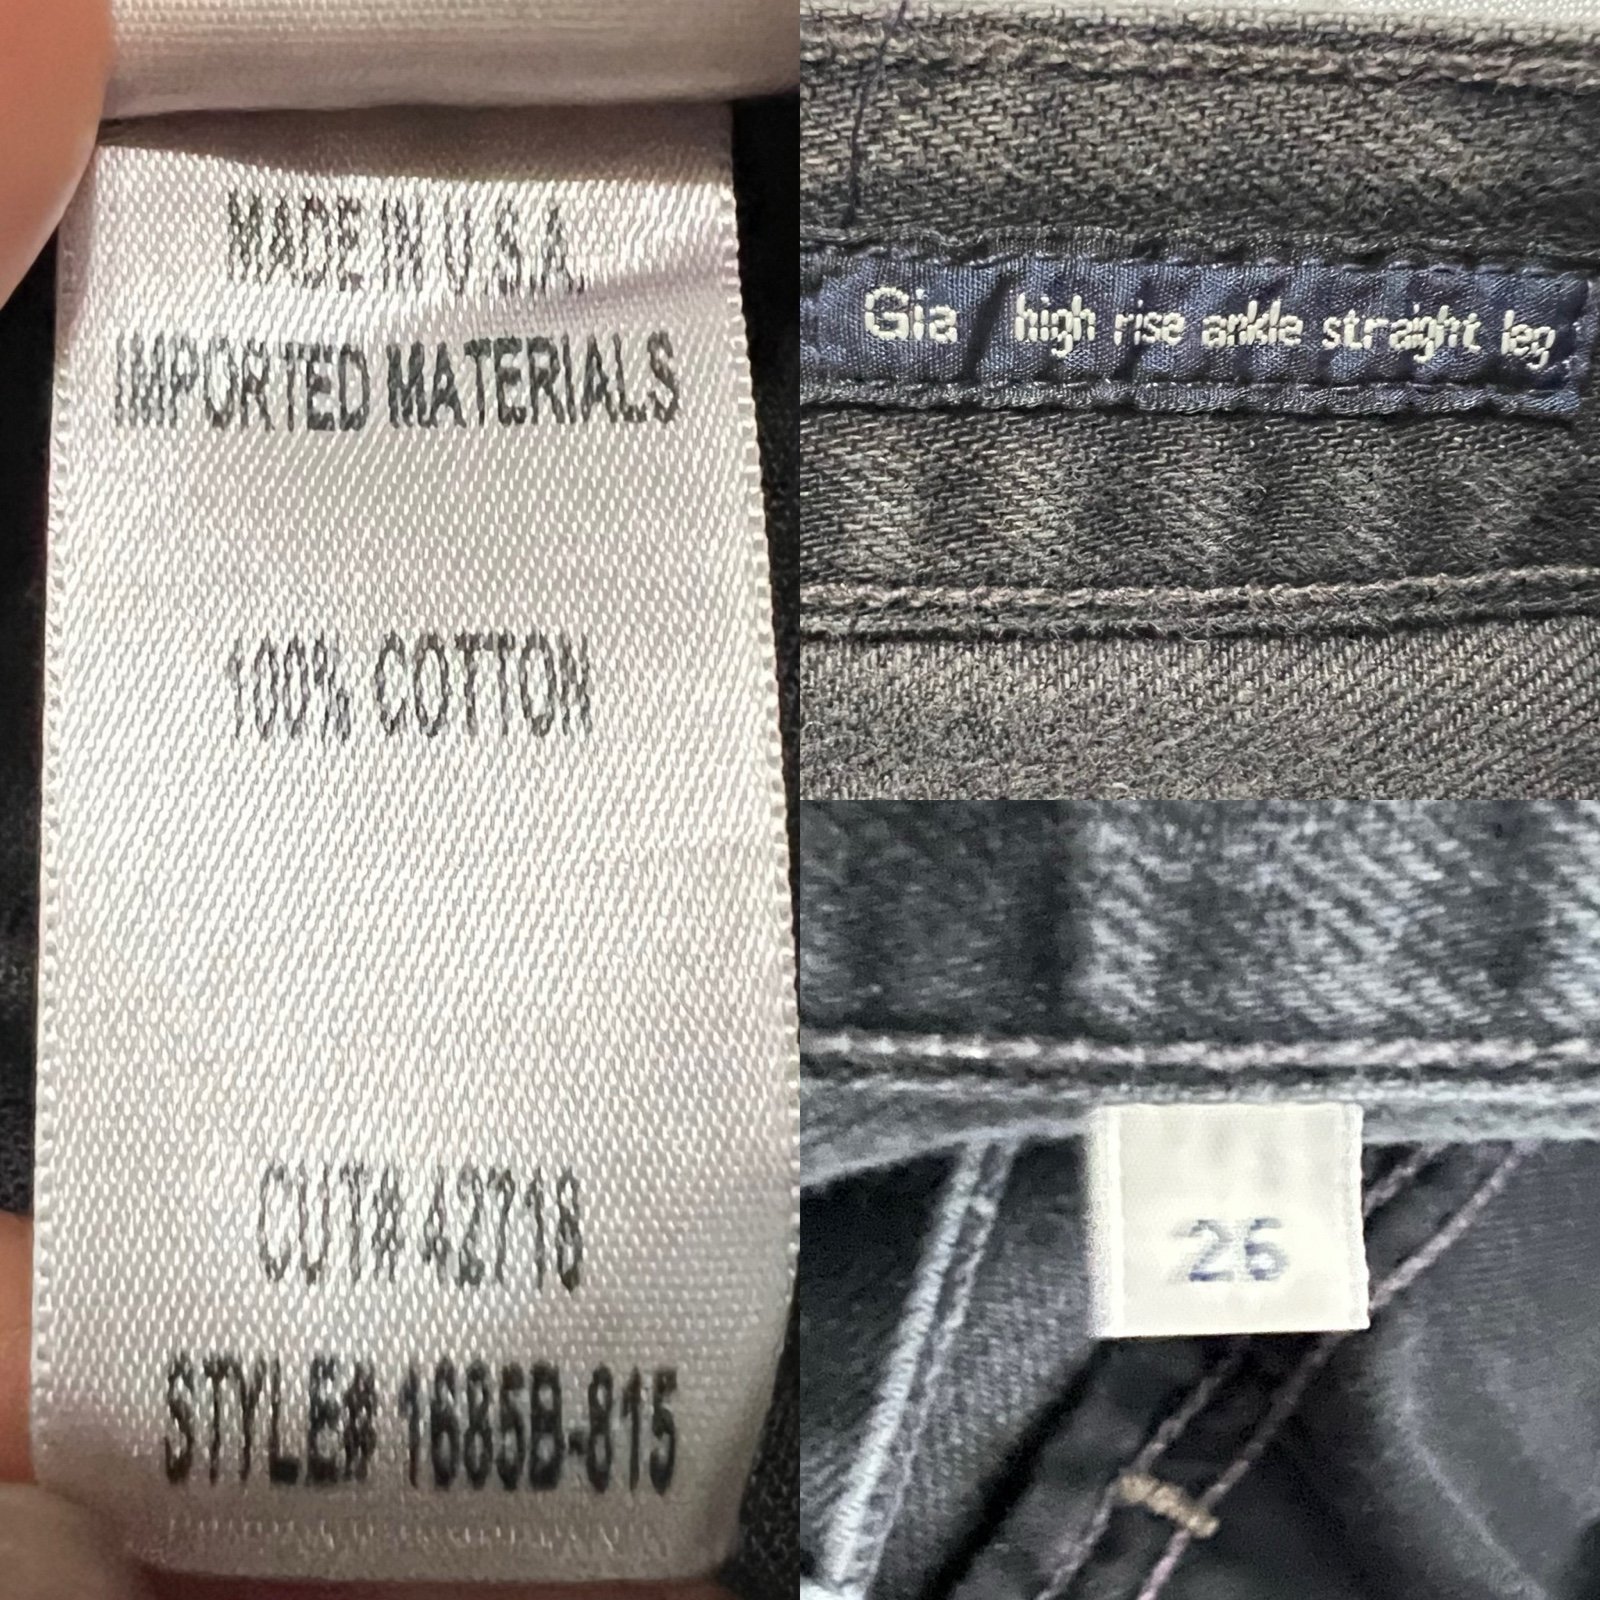 MADE IN U.S.A.
IMPORTED MATERIALS
100% COTTON
CUT# 42718
STYLE# 1685B-815
Gia high rise ankle straight leg
26